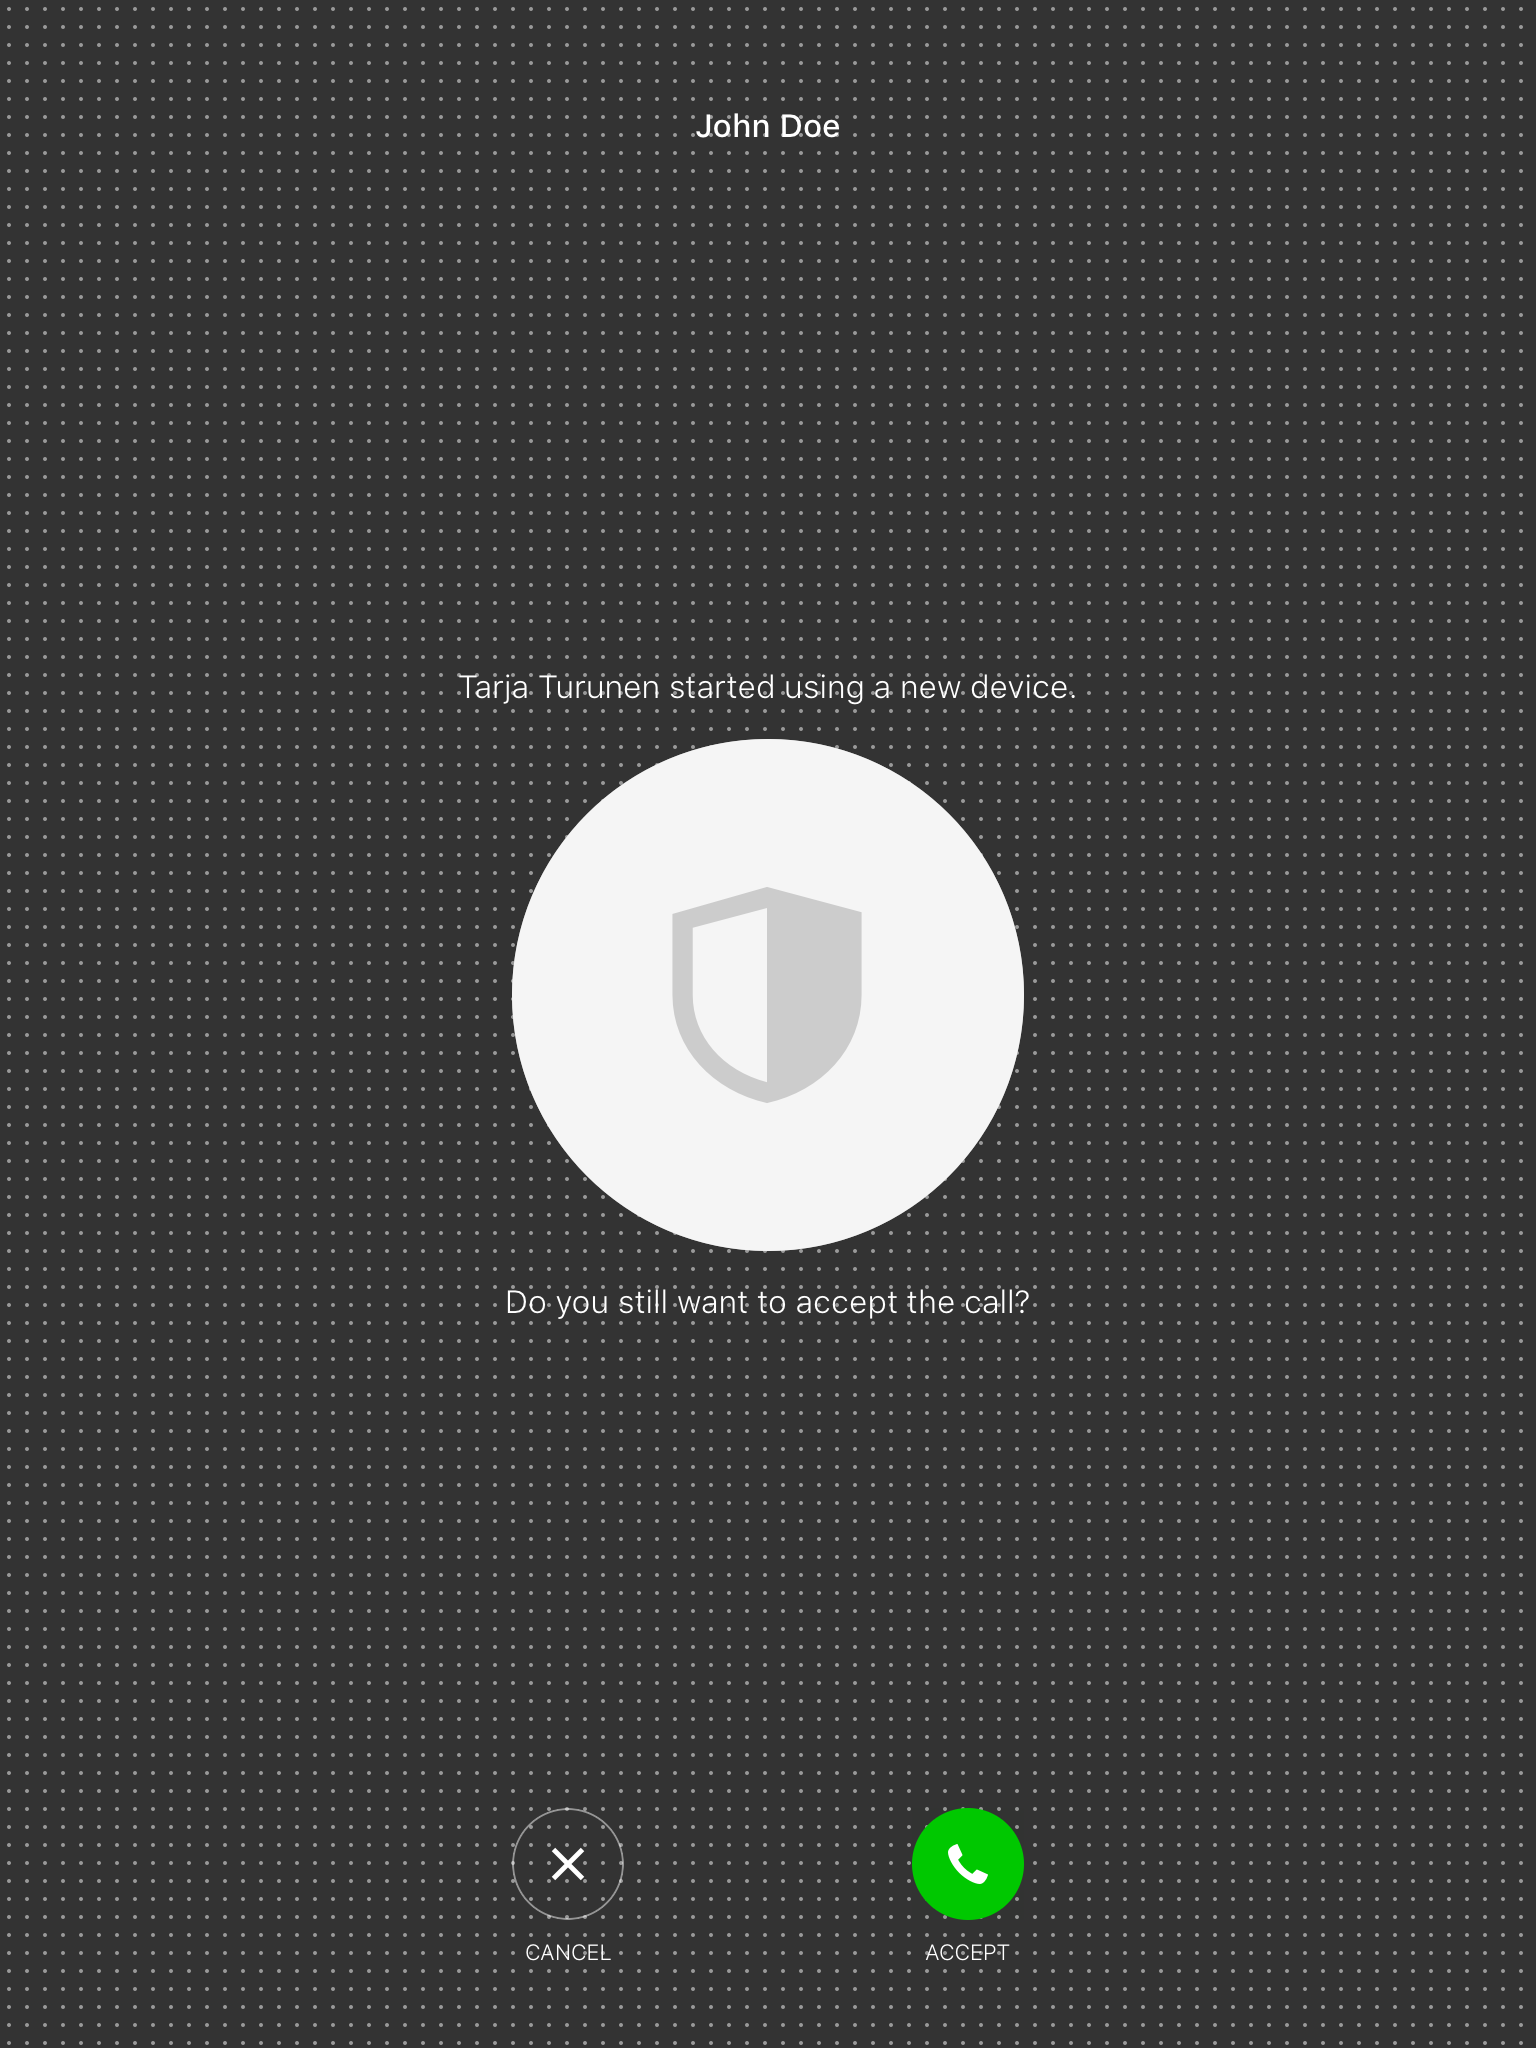 John Doe
Tarja Turunen started using a new device.
Do you still want to accept the call?
CANCEL
ACCEPT